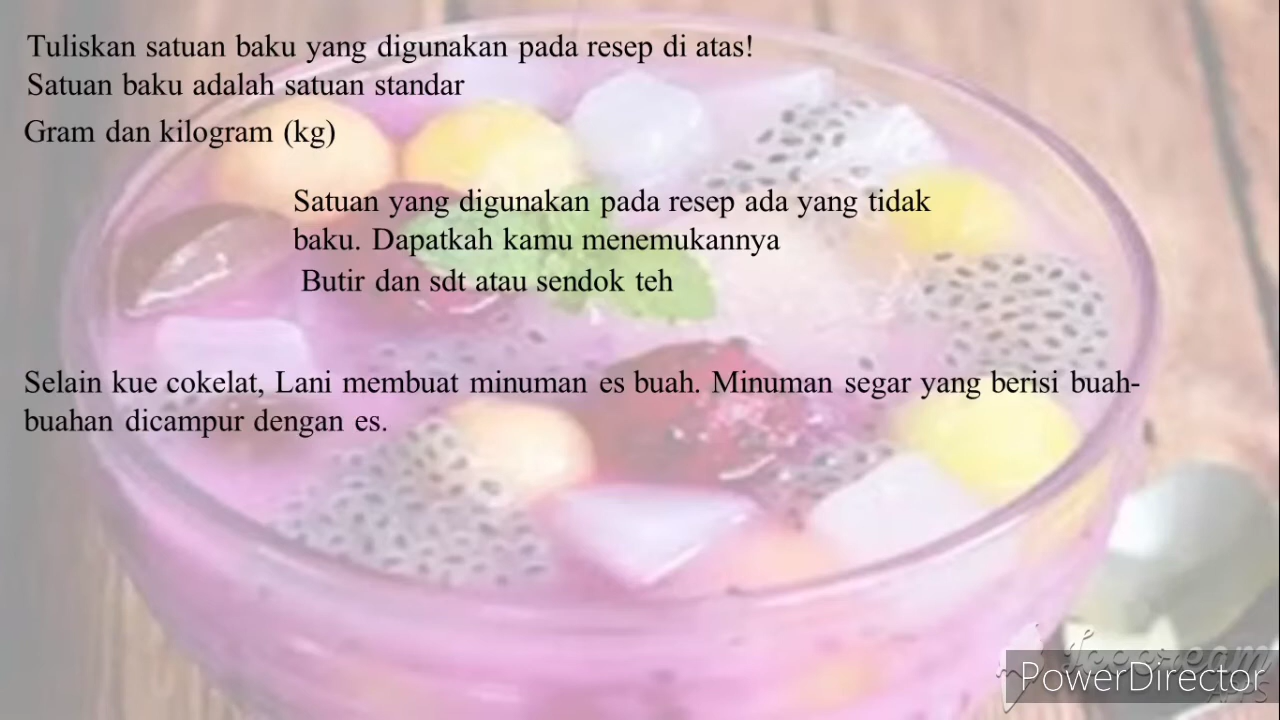 Tuliskan satuan baku yang digunakan pada resep di atas!
Satuan baku adalah satuan standar
Gram dan kilogram (kg)
Satuan yang digunakan pada resep ada yang tidak
baku. Dapatkah kamu menemukannya
Butir dan sdt atau sendok teh
Selain kue cokelat, Lani membuat minuman es buah. Minuman segar yang berisi buah-
buahan dicampur dengan es.
PowerDirector